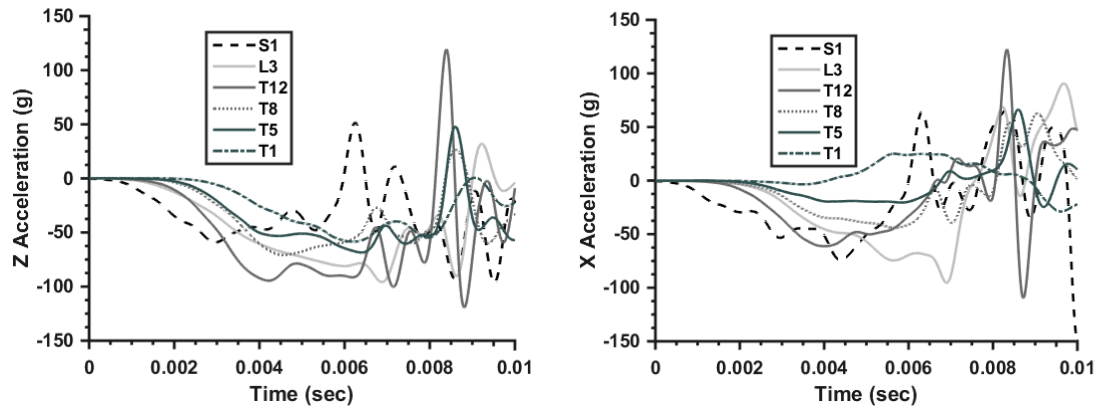 150
100
50
0
-50
-100
-150
Z Acceleration (g)
S1
L3
T12
T8
T5
T1
0
0.002
0.004
0.006
0.008
0.01
Time (sec)
150
100
50
0
-50
-100
-150
X Acceleration (g)
S1
L3
T12
T8
T5
T1
0
0.002
0.004
0.006
0.008
0.01
Time (sec)